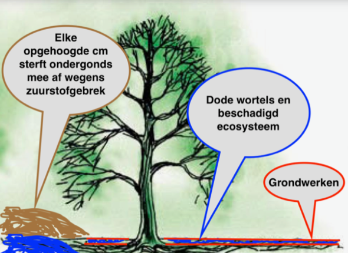 Elke
opgehoogde cm
sterft ondergonds
mee af wegens
zuurstofgebrek
Dode wortels en
beschadigd
ecosysteem
Grondwerken